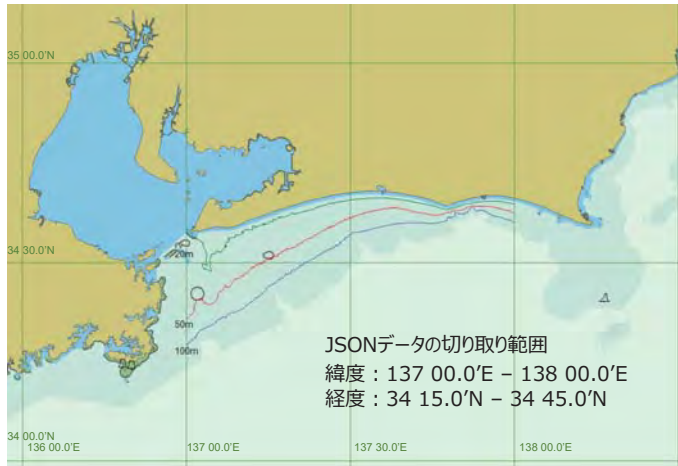 35 00.0'N
34 30.0'N
20m
50m
100m
JSONデータの切り取り範囲
緯度：137 00.0’E – 138 00.0’E
経度：34 15.0’N – 34 45.0’N
34 00.0'N
136 00.0'E
137 00.0'E
137 30.0'E
138 00.0'E